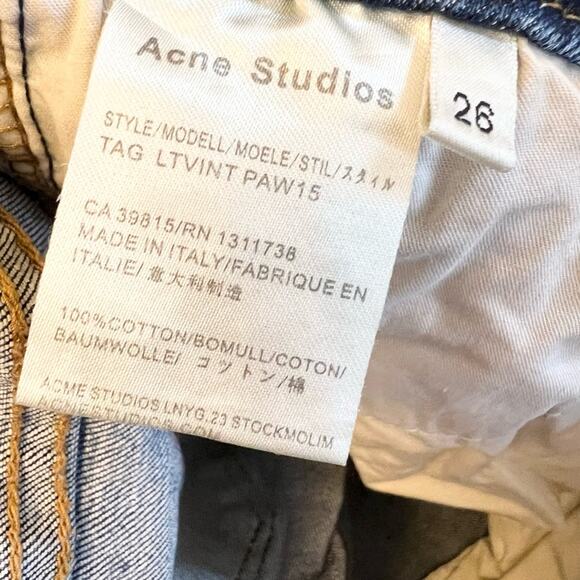 Acne Studios
26
STYLE/MODELL/MOELE/STIL/スタイル
TAG LTVINT PAW15
CA 39815/RN 1311738
MADE IN ITALY/FABRIQUE EN
ITALIE/意大利制造
100%COTTON/BOMULL/COTON/
BAUMWOLLE/ コットン/綿
ACME STUDIOS LNYG.23 STOCKMOLIM